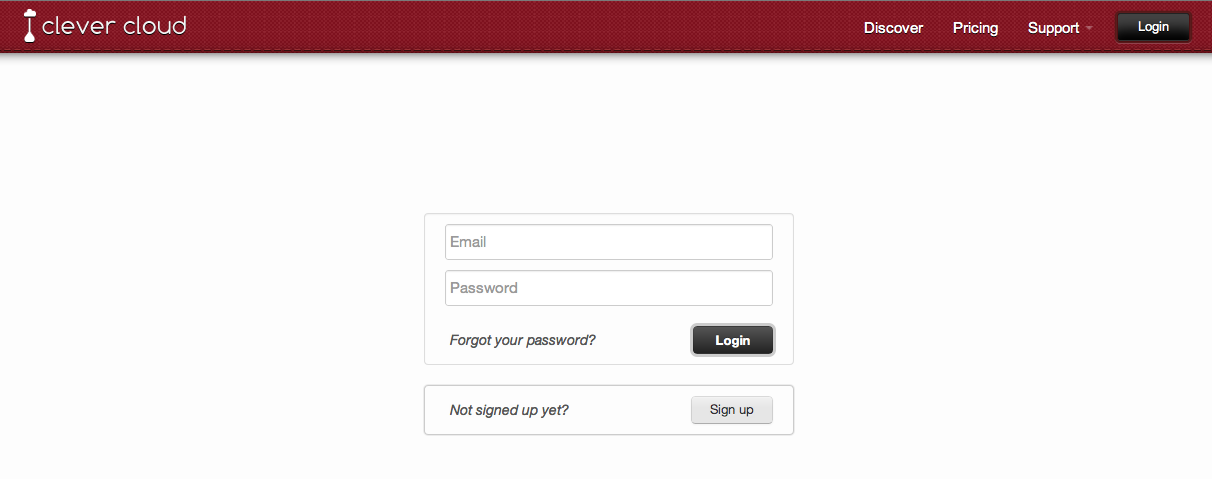 clever cloud Discover Pricing Support Login
Email
Password
Forgot your password? Login
Not signed up yet? Sign up